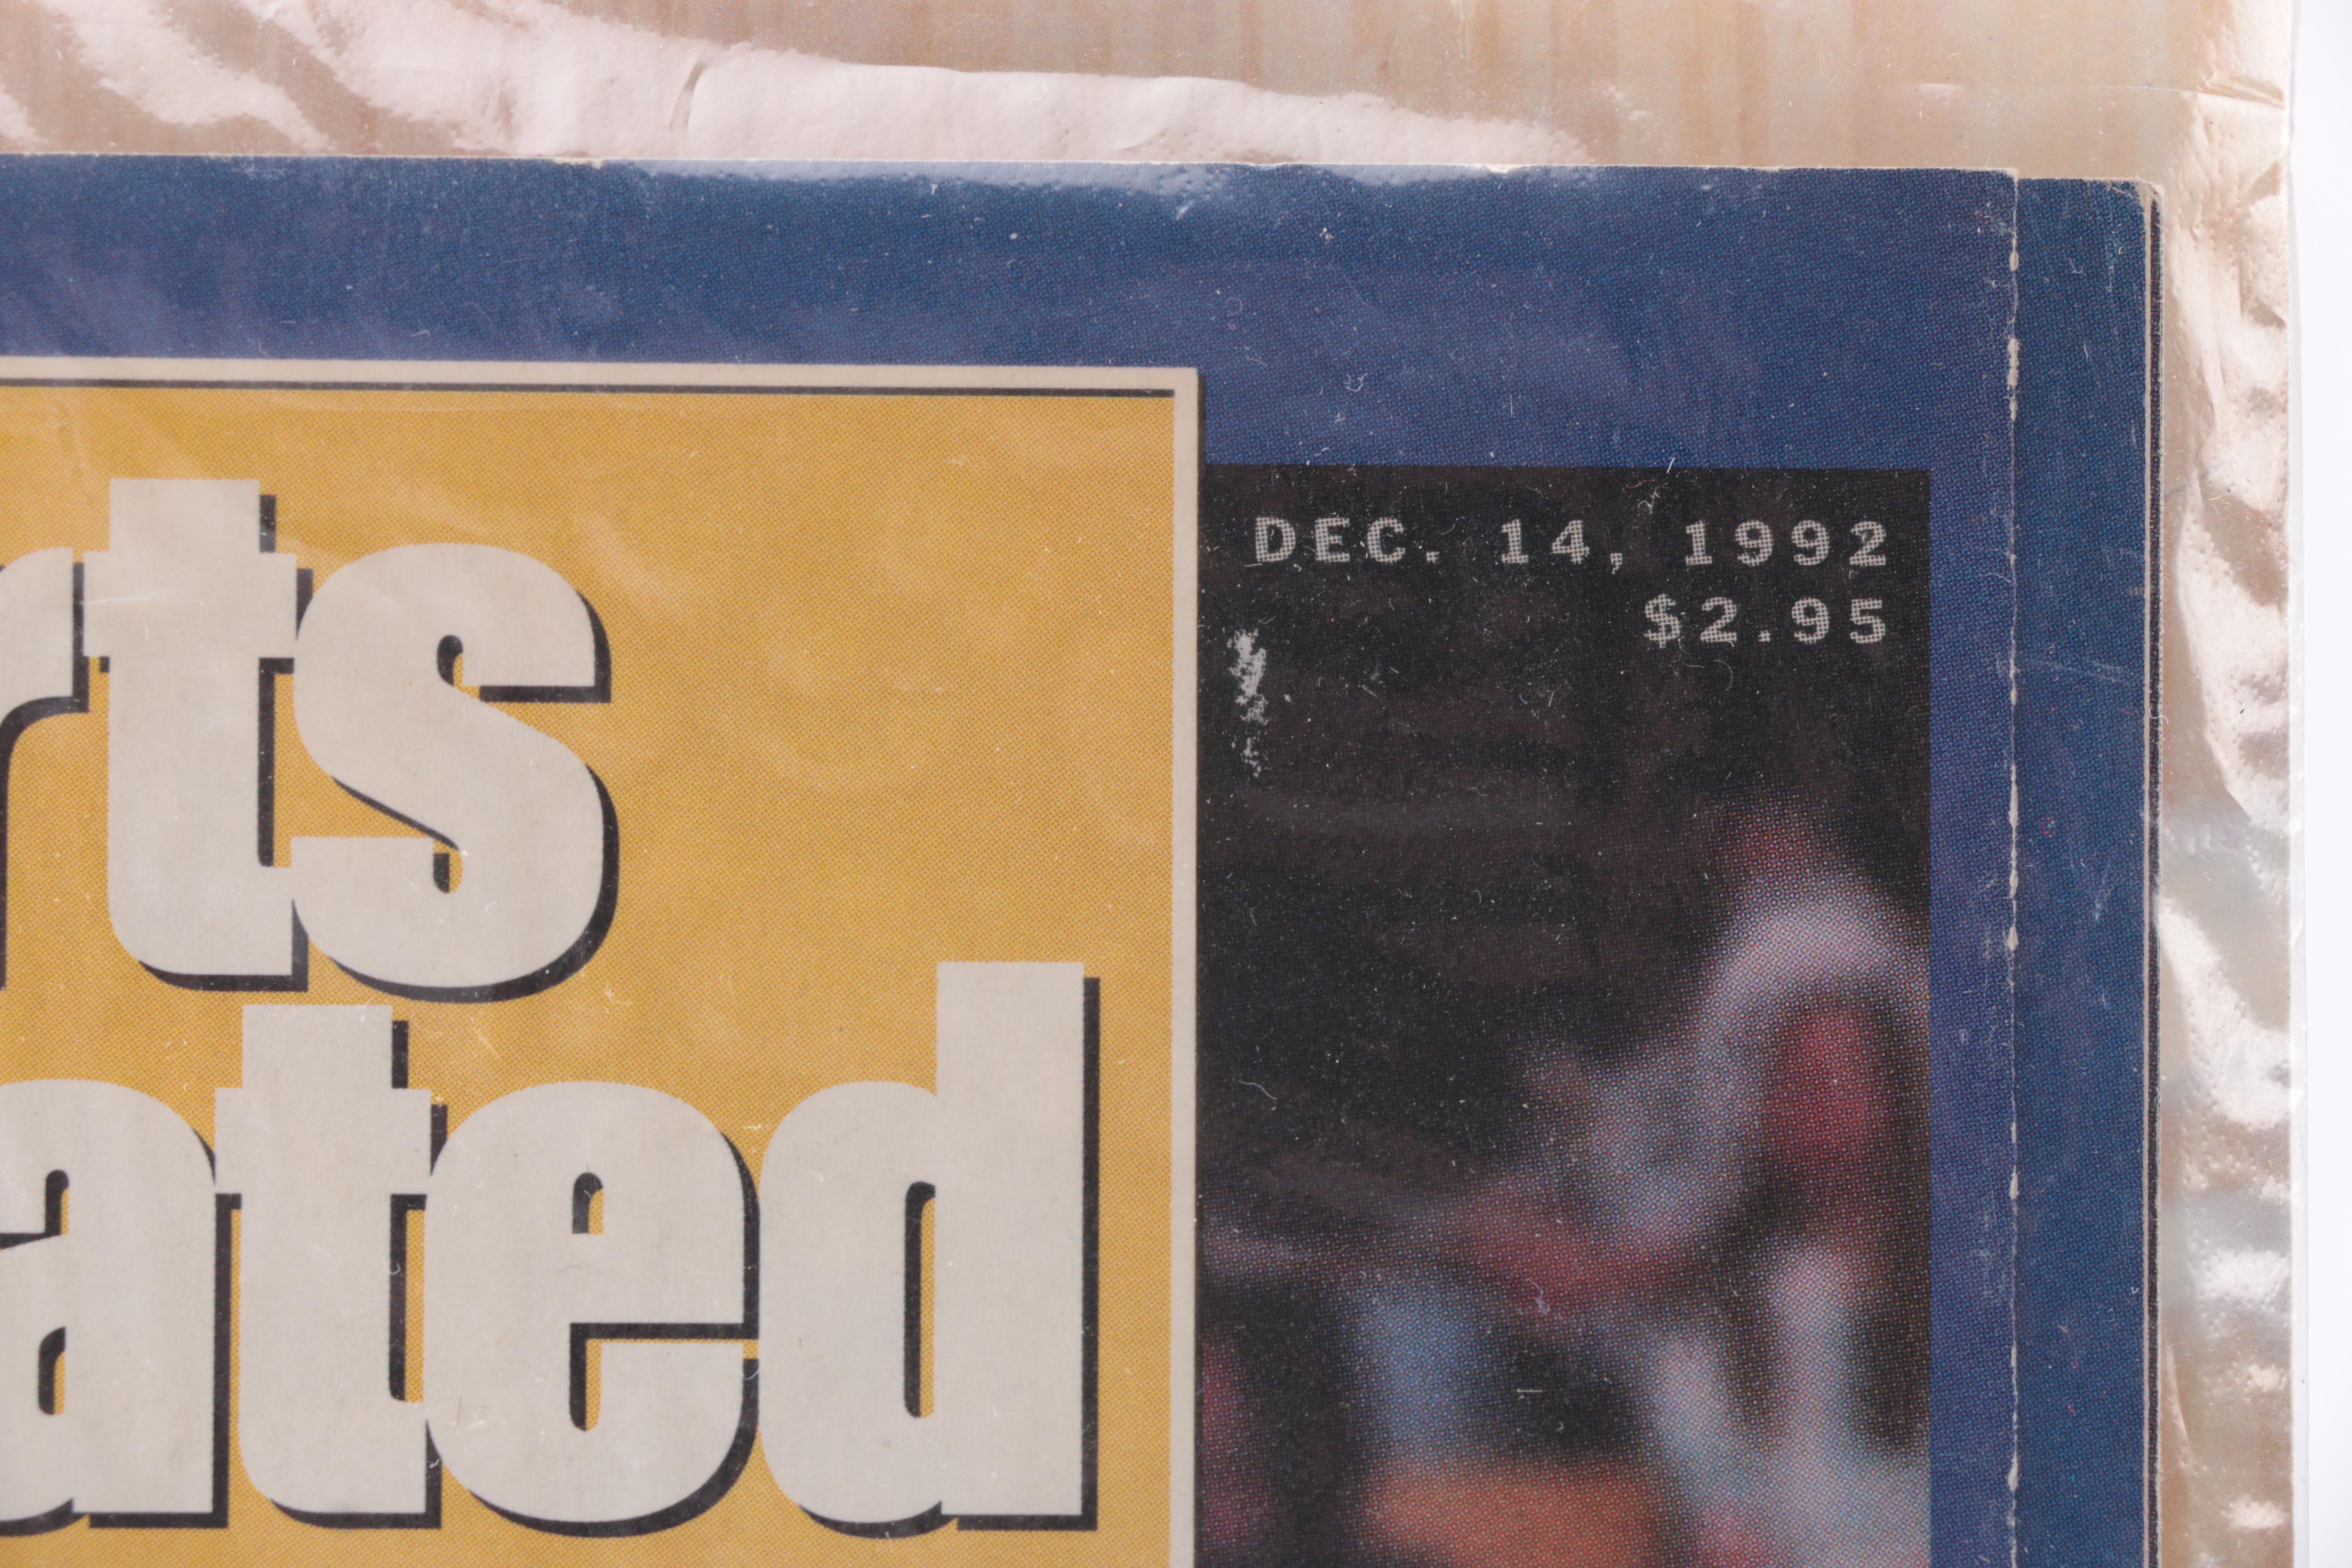 rts
ated
DEC. 14, 1992
$2.95